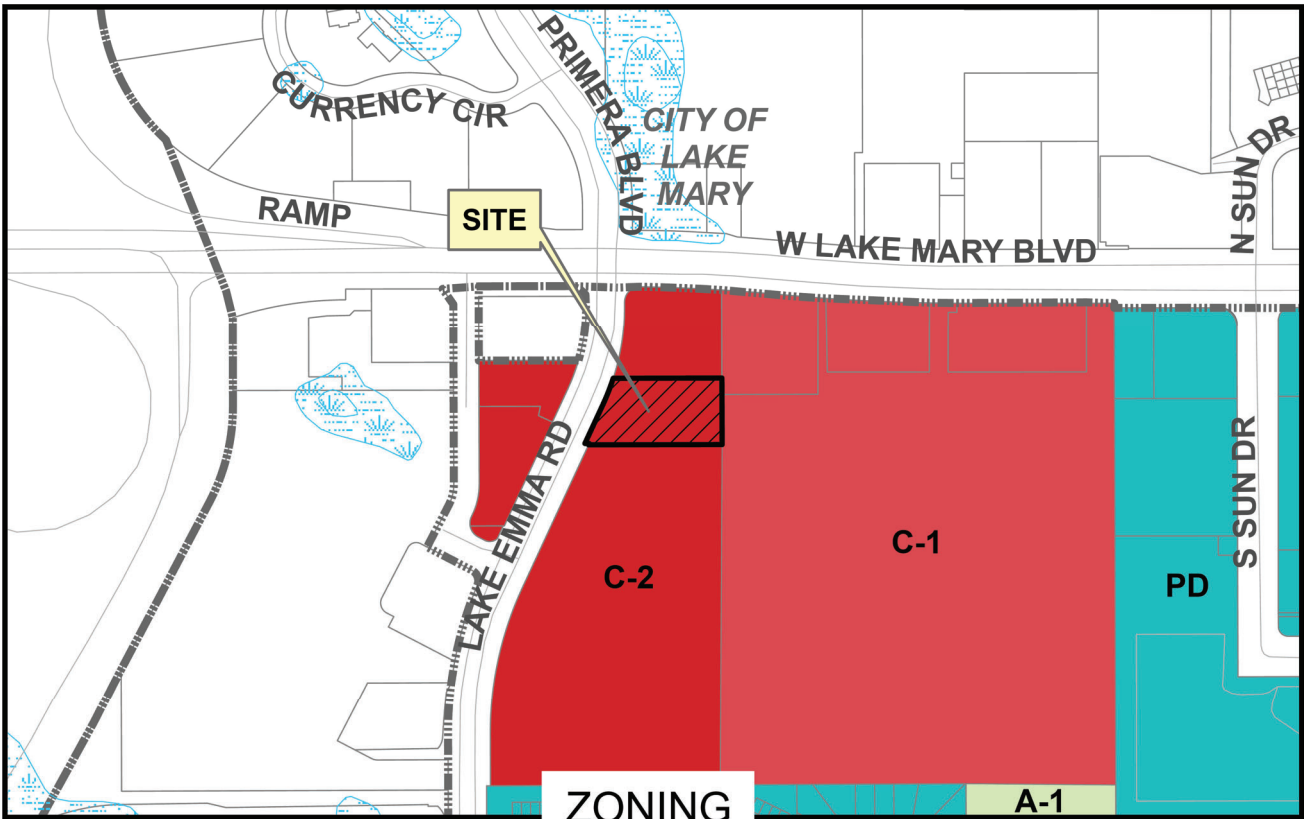 PRIMERA BLVD
CURRENCY CIR
CITY OF
LAKE
MARY
N SUN DR
RAMP
SITE
W LAKE MARY BLVD
LAKE EMMA RD
C-2
C-1
S SUN DR
PD
ZONING
A-1